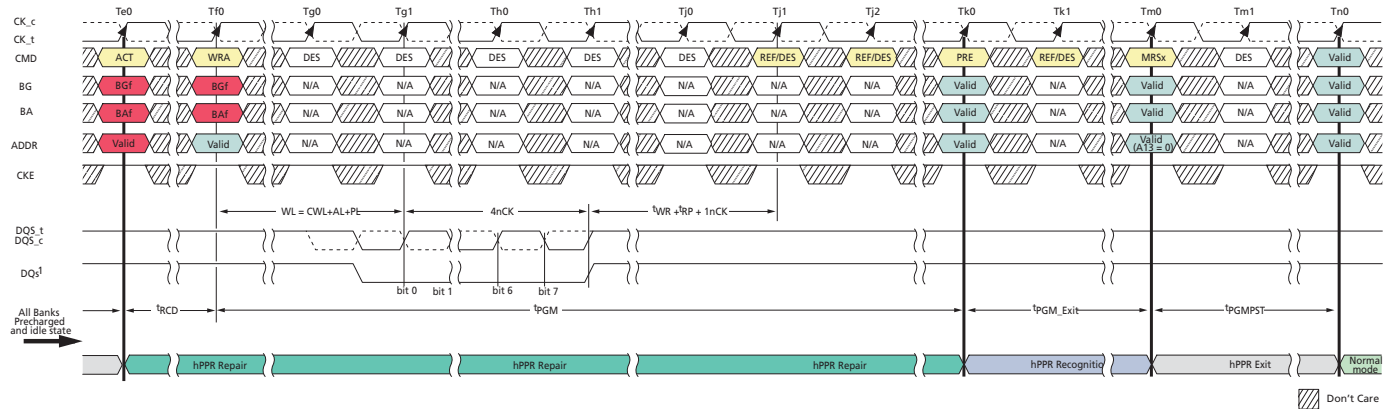 Te0 Tf0 Tg0 Tg1 Th0 Th1 Tj0 Tj1 Tj2 Tk0 Tk1 Tm0 Tm1 Tn0
CK_c
CK_t
CMD ACT WRA DES DES DES DES DES REF/DES REF/DES PRE REF/DES MRSx DES Valid
BG BGf BGf N/A N/A N/A N/A N/A N/A N/A Valid N/A Valid N/A Valid
BA BAf BAf N/A N/A N/A N/A N/A N/A N/A Valid N/A Valid N/A Valid
ADDR Valid Valid N/A N/A N/A N/A N/A N/A N/A Valid N/A Valid (A13 = 0) N/A Valid
CKE
WL = CWL+AL+PL 4nCK tWR +tRP + 1nCK
DQS_t
DQS_c
DQs1
bit 0 bit 1 bit 6 bit 7
All Banks
Precharged
and idle state
tRCD tPGM tPGM_Exit tPGMPST
hPPR Repair hPPR Repair hPPR Repair hPPR Recognitio hPPR Exit Normal
mode
Don't Care